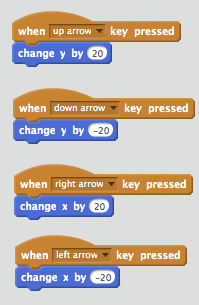 when up arrow key pressed
change y by 20
when down arrow key pressed
change y by -20
when right arrow key pressed
change x by 20
when left arrow key pressed
change x by -20